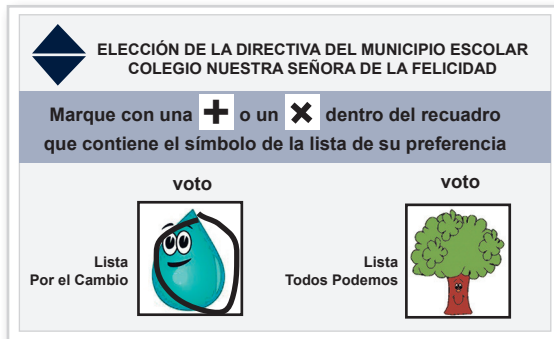 ELECCIÓN DE LA DIRECTIVA DEL MUNICIPIO ESCOLAR
COLEGIO NUESTRA SEÑORA DE LA FELICIDAD
Marque con una + o un × dentro del recuadro
que contiene el símbolo de la lista de su preferencia
voto
Lista
Por el Cambio
voto
Lista
Todos Podemos